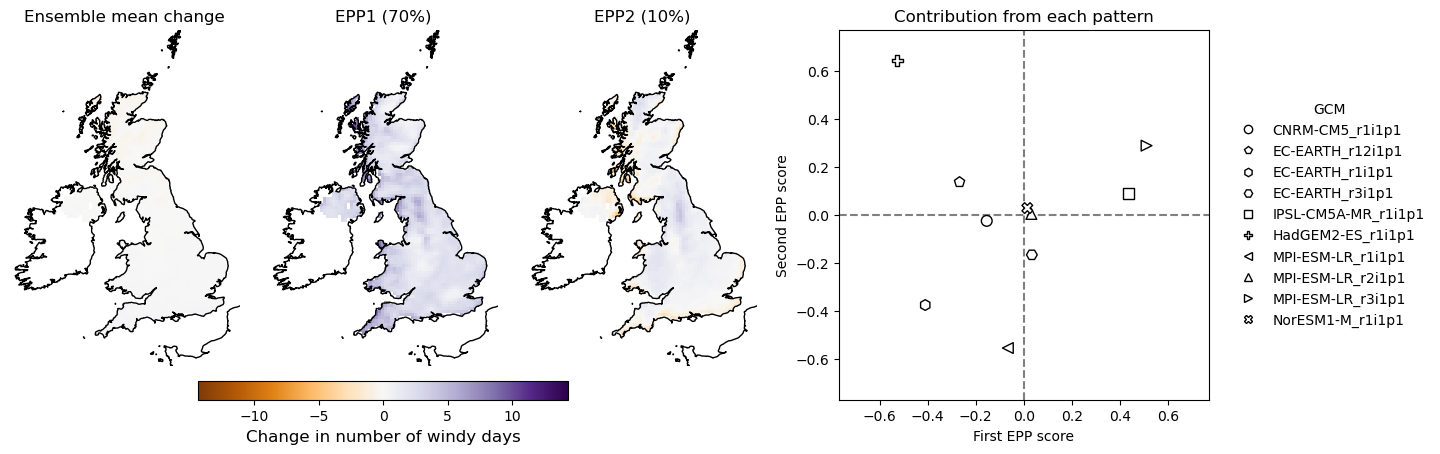 Ensemble mean change
EPP1 (70%)
EPP2 (10%)
Contribution from each pattern
−10 −5 0 5 10
Change in number of windy days
0.6
0.4
0.2
0.0
−0.2
−0.4
−0.6
Second EPP score
−0.6 −0.4 −0.2 0.0 0.2 0.4 0.6
First EPP score
GCM
CNRM-CM5_r1i1p1
EC-EARTH_r12i1p1
EC-EARTH_r1i1p1
EC-EARTH_r3i1p1
IPSL-CM5A-MR_r1i1p1
HadGEM2-ES_r1i1p1
MPI-ESM-LR_r1i1p1
MPI-ESM-LR_r2i1p1
MPI-ESM-LR_r3i1p1
NorESM1-M_r1i1p1